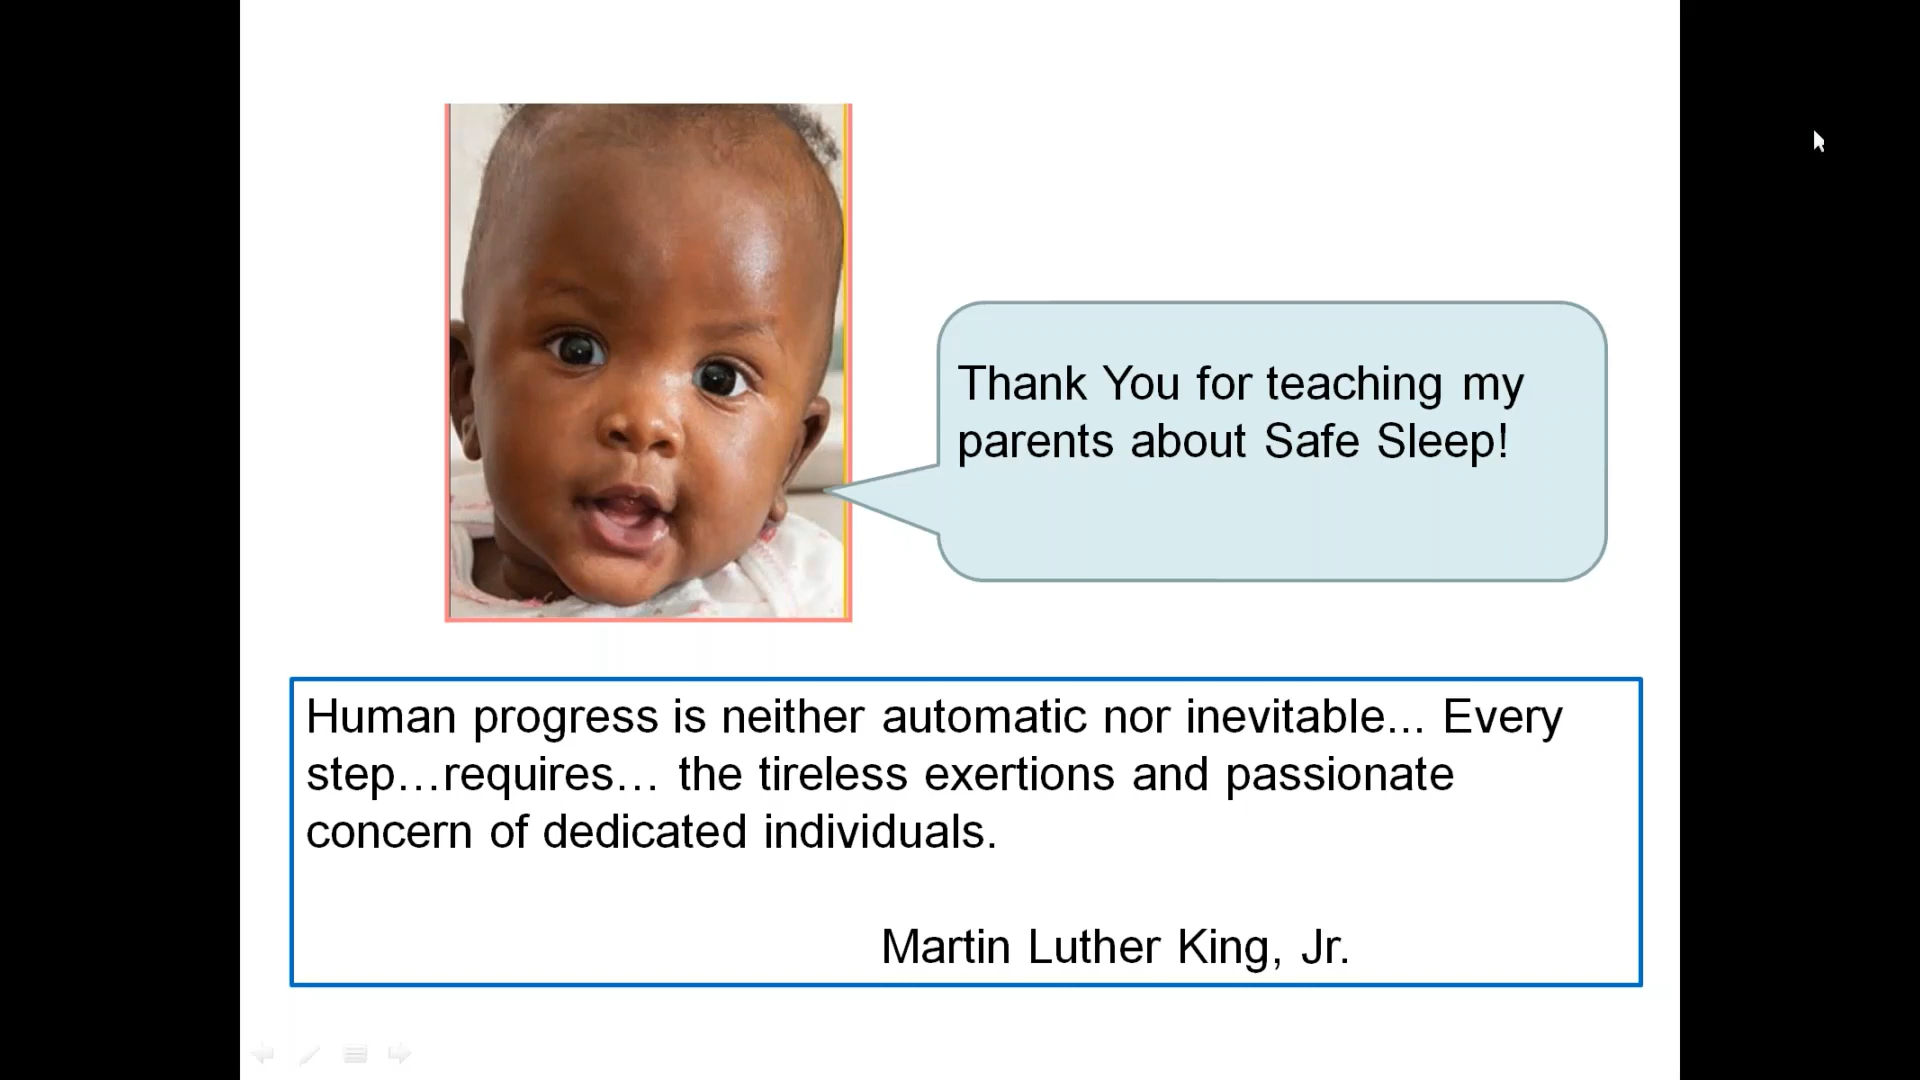 Thank You for teaching my
parents about Safe Sleep!
Human progress is neither automatic nor inevitable... Every
step…requires… the tireless exertions and passionate
concern of dedicated individuals.
Martin Luther King, Jr.